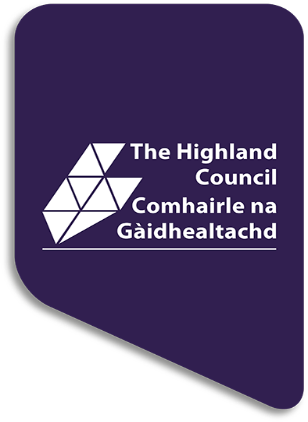 The Highland
Council
Comhairle na
Gàidhealtachd